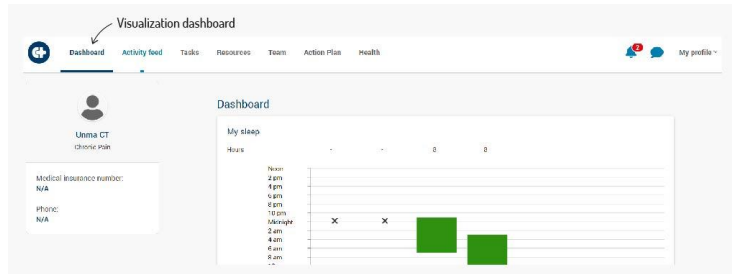 Visualization dashboard
Dashboard Activity feed Tasks Resources Team Action Plan Health 2 My profile
Unma CT
Chronic Pain
Medical insurance number:
N/A
Phone:
N/A
Dashboard
My sleep
Hours - - 8 8
Noon
2 pm
4 pm
6 pm
8 pm
10 pm
Midnight
2 am
4 am
6 am
8 am